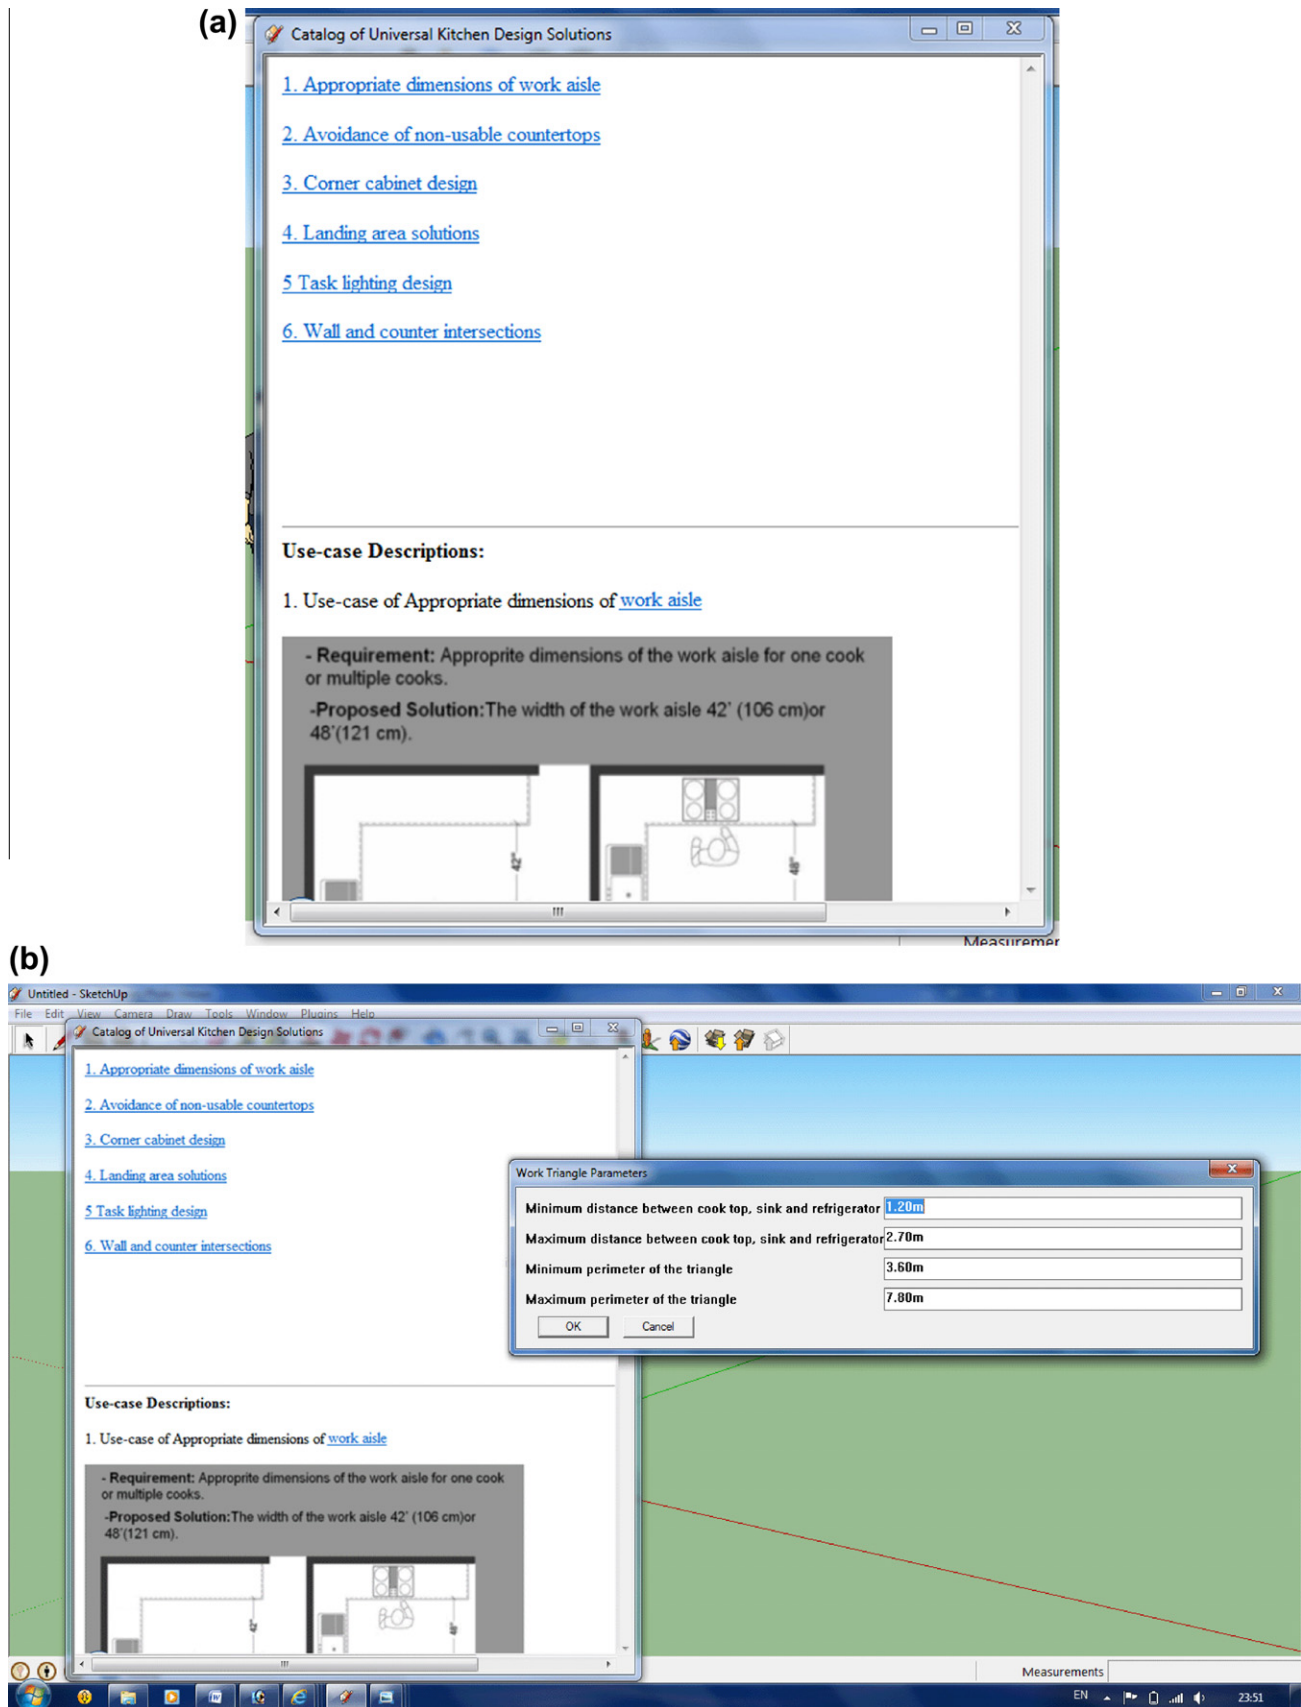 (a)
Catalog of Universal Kitchen Design Solutions
1. Appropriate dimensions of work aisle
2. Avoidance of non-usable countertops
3. Corner cabinet design
4. Landing area solutions
5 Task lighting design
6. Wall and counter intersections
Use-case Descriptions:
1. Use-case of Appropriate dimensions of work aisle
- Requirement: Approprite dimensions of the work aisle for one cook
or multiple cooks.
-Proposed Solution:The width of the work aisle 42' (106 cm)or
48'(121 cm).
42"
48"
(b)
Untitled - SketchUp
File Edit View Camera Draw Tools Window Plugins Help
Catalog of Universal Kitchen Design Solutions
1. Appropriate dimensions of work aisle
2. Avoidance of non-usable countertops
3. Corner cabinet design
4. Landing area solutions
5 Task lighting design
6. Wall and counter intersections
Work Triangle Parameters
Minimum distance between cook top, sink and refrigerator 1.20m
Maximum distance between cook top, sink and refrigerator 2.70m
Minimum perimeter of the triangle 3.60m
Maximum perimeter of the triangle 7.80m
OK Cancel
Use-case Descriptions:
1. Use-case of Appropriate dimensions of work aisle
- Requirement: Approprite dimensions of the work aisle for one cook
or multiple cooks.
-Proposed Solution:The width of the work aisle 42' (106 cm)or
48'(121 cm).
42"
48"
Measurements
EN 23:51